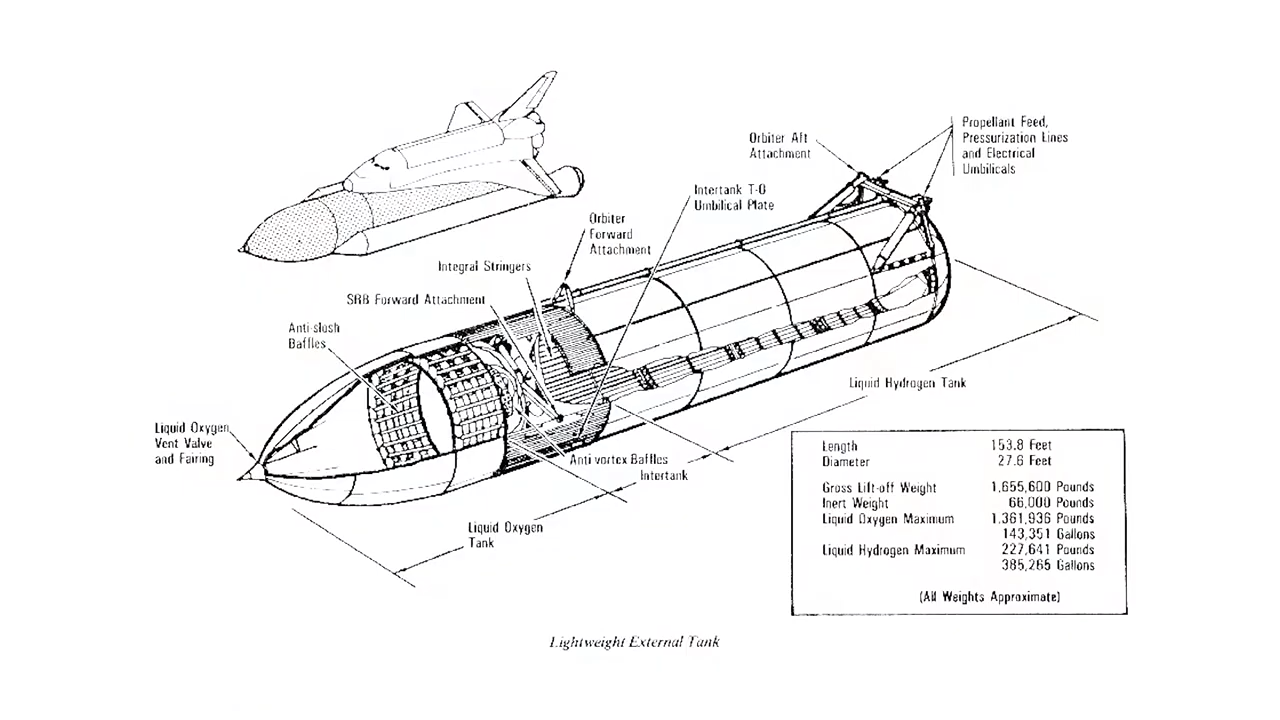 Propellant Feed,
Pressurization Lines
and Electrical
Umbilicals
Orbiter Aft
Attachment
Intertank T-0
Umbilical Plate
Orbiter
Forward
Attachment
Integral Stringers
SRB Forward Attachment
Anti-slosh
Baffles
Liquid Hydrogen Tank
Liquid Oxygen
Vent Valve
and Fairing
Anti vortex Baffles
Intertank
Liquid Oxygen
Tank
Length 153.8 Feet
Diameter 27.6 Feet
Gross Lift-off Weight 1,655,600 Pounds
Inert Weight 66,000 Pounds
Liquid Oxygen Maximum 1,361,936 Pounds
143,351 Gallons
Liquid Hydrogen Maximum 227,641 Pounds
385,265 Gallons
(All Weights Approximate)
Lightweight External Tank